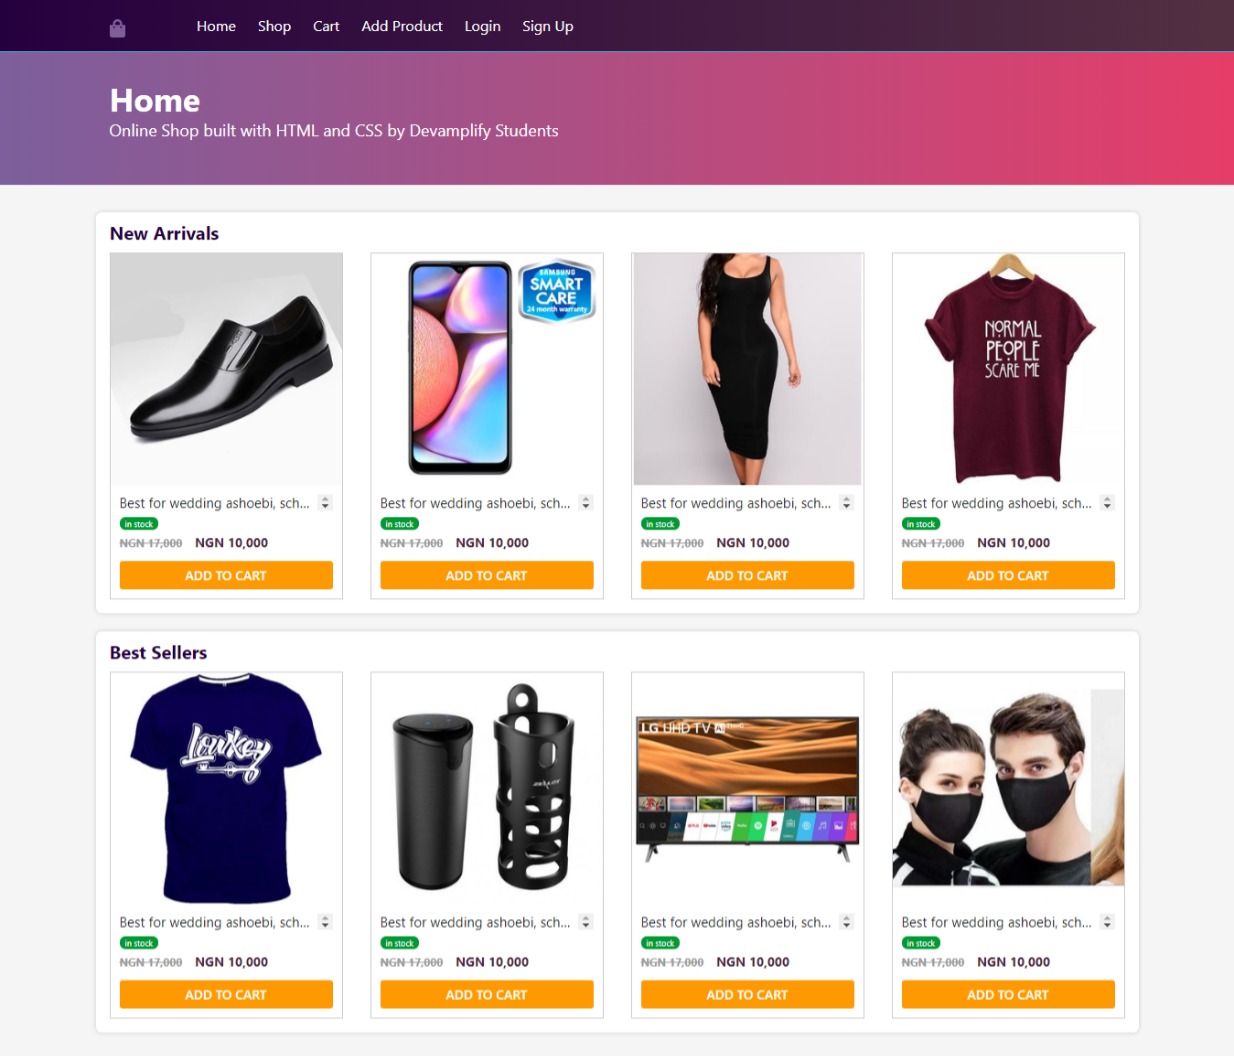 Home Shop Cart Add Product Login Sign Up
Home
Online Shop built with HTML and CSS by Devamplify Students
New Arrivals
SAMSUNG
SMART
CARE
24 month warranty
NORMAL
PEOPLE
SCARE ME
Best for wedding ashoebi, sch...
in stock
NGN 17,000 NGN 10,000
ADD TO CART
Best for wedding ashoebi, sch...
in stock
NGN 17,000 NGN 10,000
ADD TO CART
Best for wedding ashoebi, sch...
in stock
NGN 17,000 NGN 10,000
ADD TO CART
Best for wedding ashoebi, sch...
in stock
NGN 17,000 NGN 10,000
ADD TO CART
Best Sellers
Lowkey
LG UHD TV AI
Best for wedding ashoebi, sch...
in stock
NGN 17,000 NGN 10,000
ADD TO CART
Best for wedding ashoebi, sch...
in stock
NGN 17,000 NGN 10,000
ADD TO CART
Best for wedding ashoebi, sch...
in stock
NGN 17,000 NGN 10,000
ADD TO CART
Best for wedding ashoebi, sch...
in stock
NGN 17,000 NGN 10,000
ADD TO CART